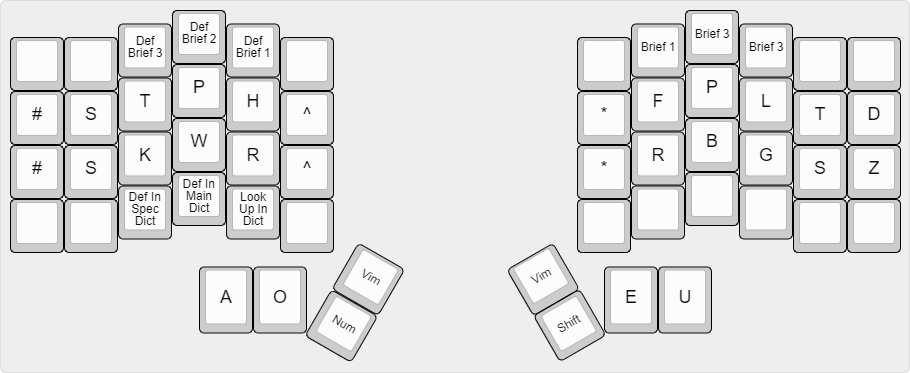 Def
Brief 3
Def
Brief 2
Def
Brief 1
Brief 1
Brief 3
Brief 3
# S T P H ^
* F P L T D
# S K W R ^
* R B G S Z
Def In
Spec
Dict
Def In
Main
Dict
Look
Up In
Dict
A O Vim
Num
Vim
Shift
E U